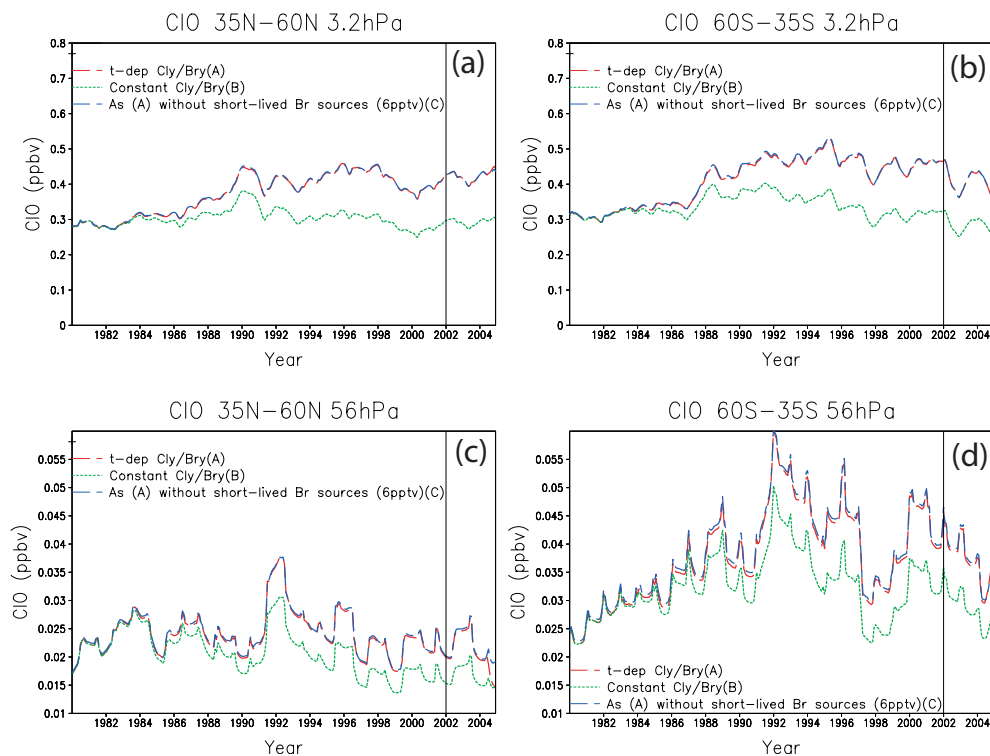 ClO 35N−60N 3.2hPa
(a)
0.8
0.7
0.6
0.5
0.4
0.3
0.2
0.1
0
ClO (ppbv)
t-dep Cly/Bry(A)
Constant Cly/Bry(B)
As (A) without short-lived Br sources (6pptv)(C)
1982 1984 1986 1988 1990 1992 1994 1996 1998 2000 2002 2004
Year
ClO 60S−35S 3.2hPa
(b)
0.8
0.7
0.6
0.5
0.4
0.3
0.2
0.1
0
ClO (ppbv)
t-dep Cly/Bry(A)
Constant Cly/Bry(B)
As (A) without short-lived Br sources (6pptv)(C)
1982 1984 1986 1988 1990 1992 1994 1996 1998 2000 2002 2004
Year
ClO 35N−60N 56hPa
(c)
0.055
0.05
0.045
0.04
0.035
0.03
0.025
0.02
0.015
0.01
ClO (ppbv)
t-dep Cly/Bry(A)
Constant Cly/Bry(B)
As (A) without short-lived Br sources (6pptv)(C)
1982 1984 1986 1988 1990 1992 1994 1996 1998 2000 2002 2004
Year
ClO 60S−35S 56hPa
(d)
0.055
0.05
0.045
0.04
0.035
0.03
0.025
0.02
0.015
0.01
ClO (ppbv)
t-dep Cly/Bry(A)
Constant Cly/Bry(B)
As (A) without short-lived Br sources (6pptv)(C)
1982 1984 1986 1988 1990 1992 1994 1996 1998 2000 2002 2004
Year